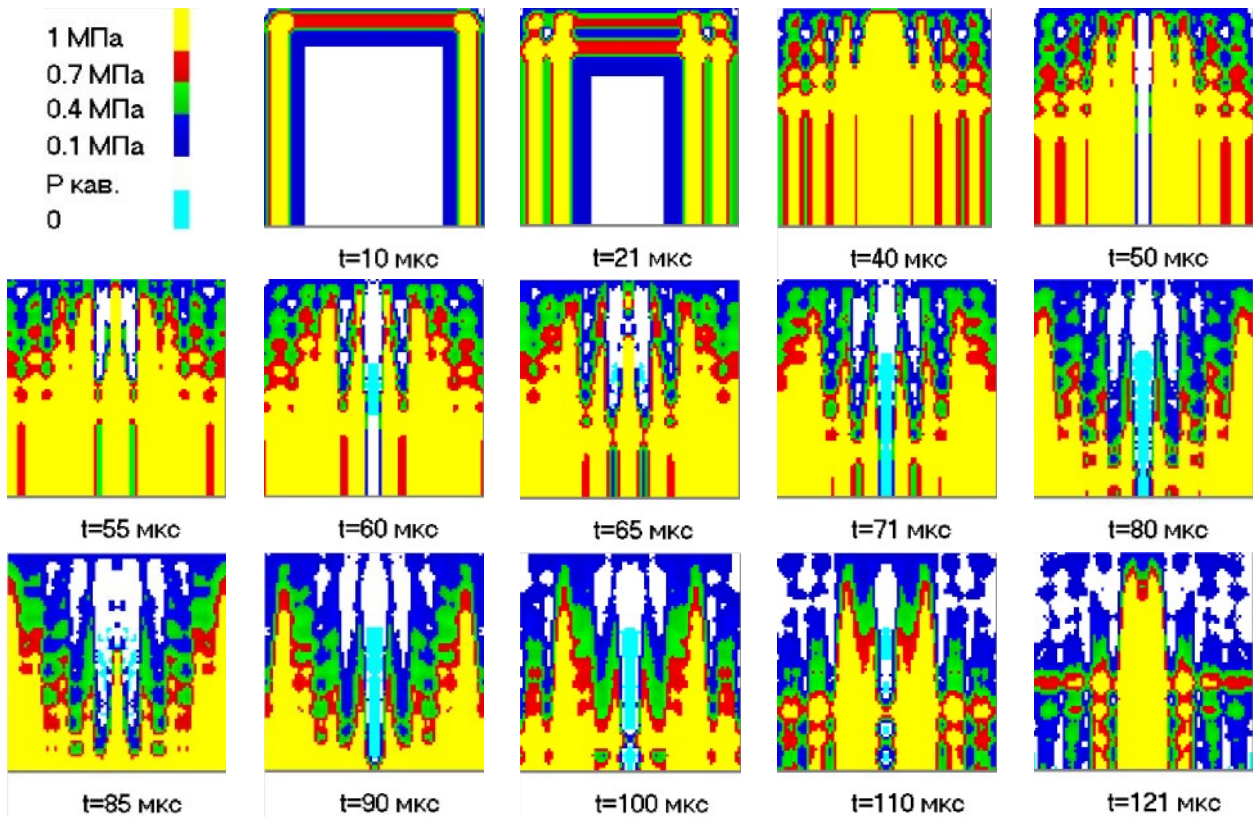 1 МПа
0.7 МПа
0.4 МПа
0.1 МПа
P кав.
0
t=10 мкс
t=21 мкс
t=40 мкс
t=50 мкс
t=55 мкс
t=60 мкс
t=65 мкс
t=71 мкс
t=80 мкс
t=85 мкс
t=90 мкс
t=100 мкс
t=110 мкс
t=121 мкс